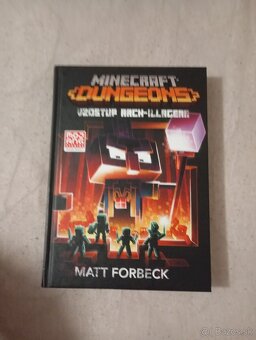 MINECRAFT
DUNGEONS
VZOSTUP ARCH-ILLAGERA
MATT FORBECK